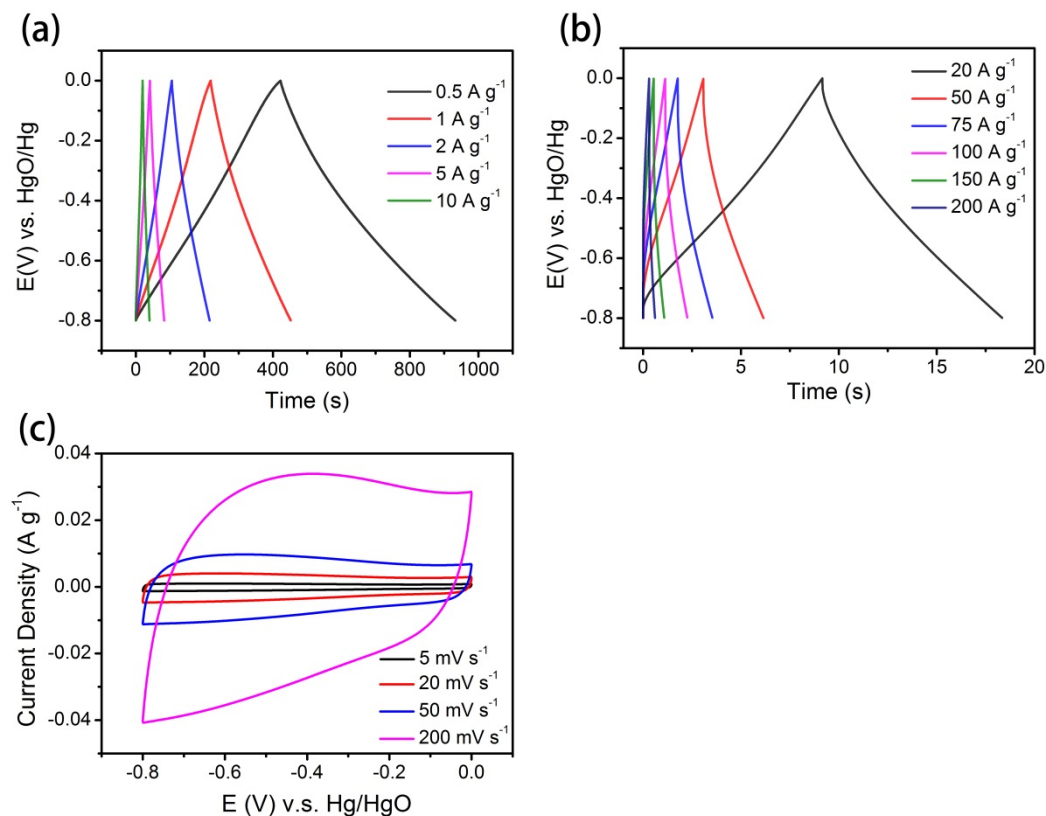 (a)
E(V) vs. HgO/Hg
0.0
-0.2
-0.4
-0.6
-0.8
0.5 A g⁻¹
1 A g⁻¹
2 A g⁻¹
5 A g⁻¹
10 A g⁻¹
0 200 400 600 800 1000
Time (s)
(b)
E(V) vs. HgO/Hg
0.0
-0.2
-0.4
-0.6
-0.8
20 A g⁻¹
50 A g⁻¹
75 A g⁻¹
100 A g⁻¹
150 A g⁻¹
200 A g⁻¹
0 5 10 15 20
Time (s)
(c)
Current Density (A g⁻¹)
0.04
0.02
0.00
-0.02
-0.04
5 mV s⁻¹
20 mV s⁻¹
50 mV s⁻¹
200 mV s⁻¹
-0.8 -0.6 -0.4 -0.2 0.0
E (V) v.s. Hg/HgO